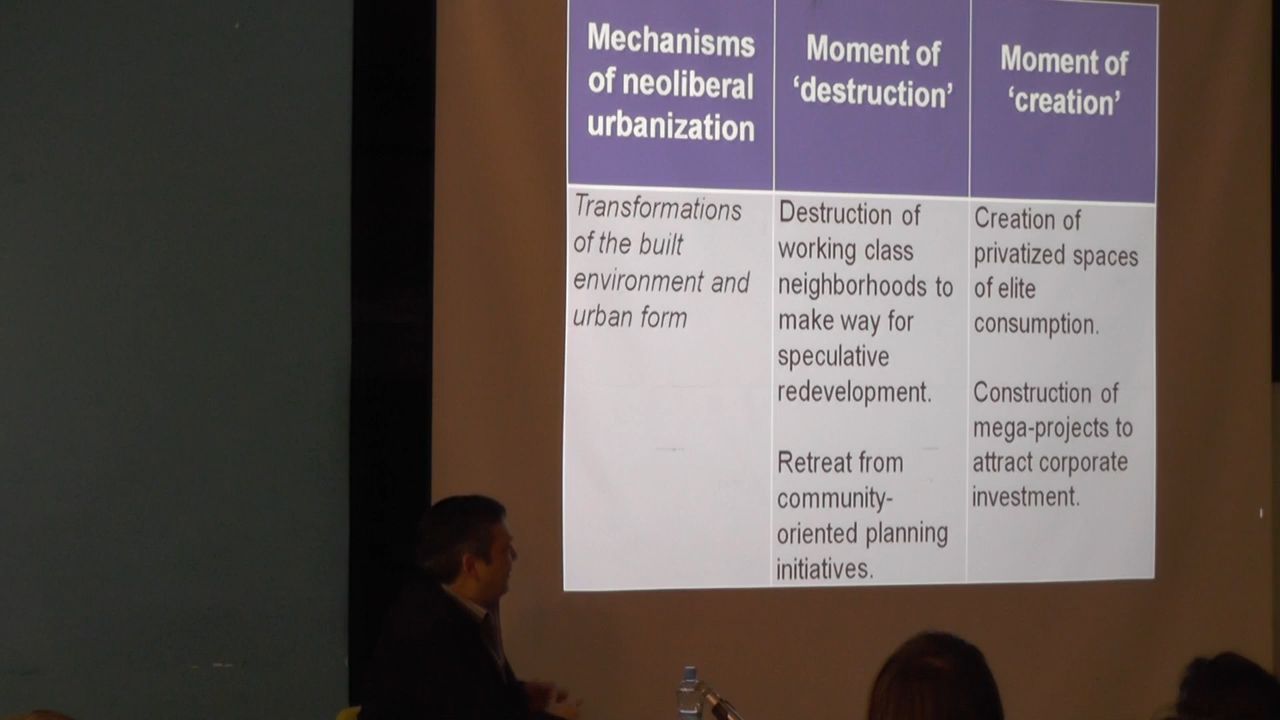 Mechanisms
of neoliberal
urbanization
Moment of
‘destruction’
Moment of
‘creation’
Transformations
of the built
environment and
urban form
Destruction of
working class
neighborhoods to
make way for
speculative
redevelopment.
Retreat from
community-
oriented planning
initiatives.
Creation of
privatized spaces
of elite
consumption.
Construction of
mega-projects to
attract corporate
investment.